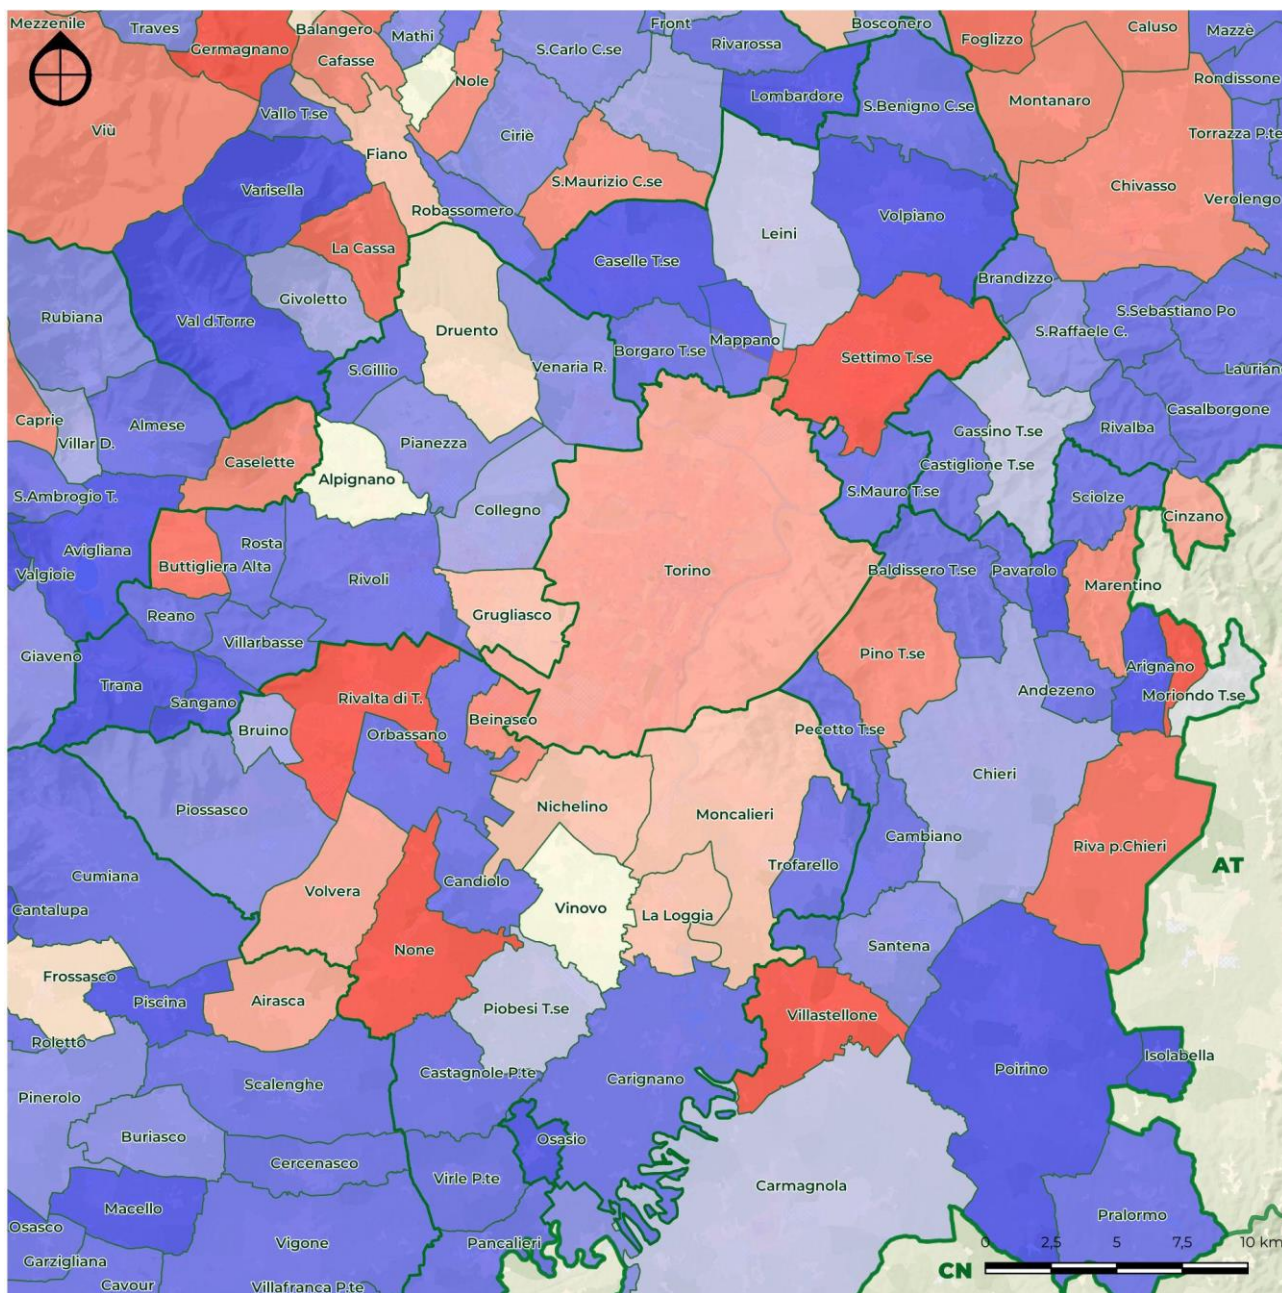 Mezzenile
Traves
Germagnano
Balangero
Mathi
Front
Rivarossa
Bosconero
Foglizzo
Caluso
Mazzè
Cafasse
S.Carlo C.se
Nole
Rondissone
Vallo T.se
Lombardore
S.Benigno C.se
Montanaro
Viù
Ciriè
Torrazza P.te
Fiano
S.Maurizio C.se
Chivasso
Varisella
Robassomero
Volpiano
Verolengo
Leinì
La Cassa
Caselle T.se
Brandizzo
Rubiana
Givoletto
Val d.Torre
Druento
S.Sebastiano Po
S.Raffaele C.
Mappano
Borgaro T.se
Settimo T.se
S.Gillio
Venaria R.
Lauriano
Casalborgone
Caprie
Almese
Villar D.
Pianezza
Gassino T.se
Rivalba
Caselette
Castiglione T.se
Alpignano
S.Ambrogio T.
S.Mauro T.se
Sciolze
Collegno
Cinzano
Avigliana
Rosta
Buttigliera Alta
Valgioie
Rivoli
Torino
Baldissero T.se
Pavarolo
Marentino
Reano
Grugliasco
Villarbasse
Giaveno
Pino T.se
Arignano
Trana
Andezeno
Moriondo T.se
Sangano
Rivalta di T.
Beinasco
Bruino
Orbassano
Pecetto T.se
Chieri
Piossasco
Nichelino
Moncalieri
Cambiano
Riva p.Chieri
Trofarello
AT
Cumiana
Volvera
Candiolo
Cantalupa
Vinovo
La Loggia
None
Santena
Frossasco
Piscina
Airasca
Piobesi T.se
Villastellone
Roletto
Isolabella
Poirino
Scalenghe
Castagnole P.te
Carignano
Pinerolo
Buriasco
Osasio
Cercenasco
Virle P.te
Carmagnola
Macello
Pralormo
Osasco
Vigone
Pancalieri
Garzigliana
0 2,5 5 7,5 10 km
CN
Cavour
Villafranca P.te